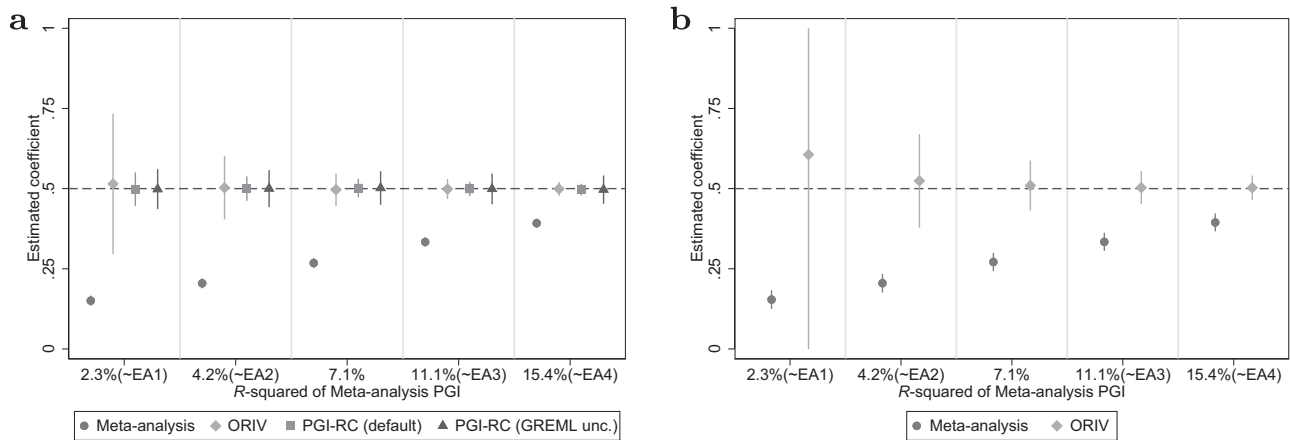 a
1
.75
.5
.25
0
Estimated coefficient
2.3%(~EA1) 4.2%(~EA2) 7.1% 11.1%(~EA3) 15.4%(~EA4)
R-squared of Meta-analysis PGI
Meta-analysis ORIV PGI-RC (default) PGI-RC (GREML unc.)
b
1
.75
.5
.25
0
Estimated coefficient
2.3%(~EA1) 4.2%(~EA2) 7.1% 11.1%(~EA3) 15.4%(~EA4)
R-squared of Meta-analysis PGI
Meta-analysis ORIV